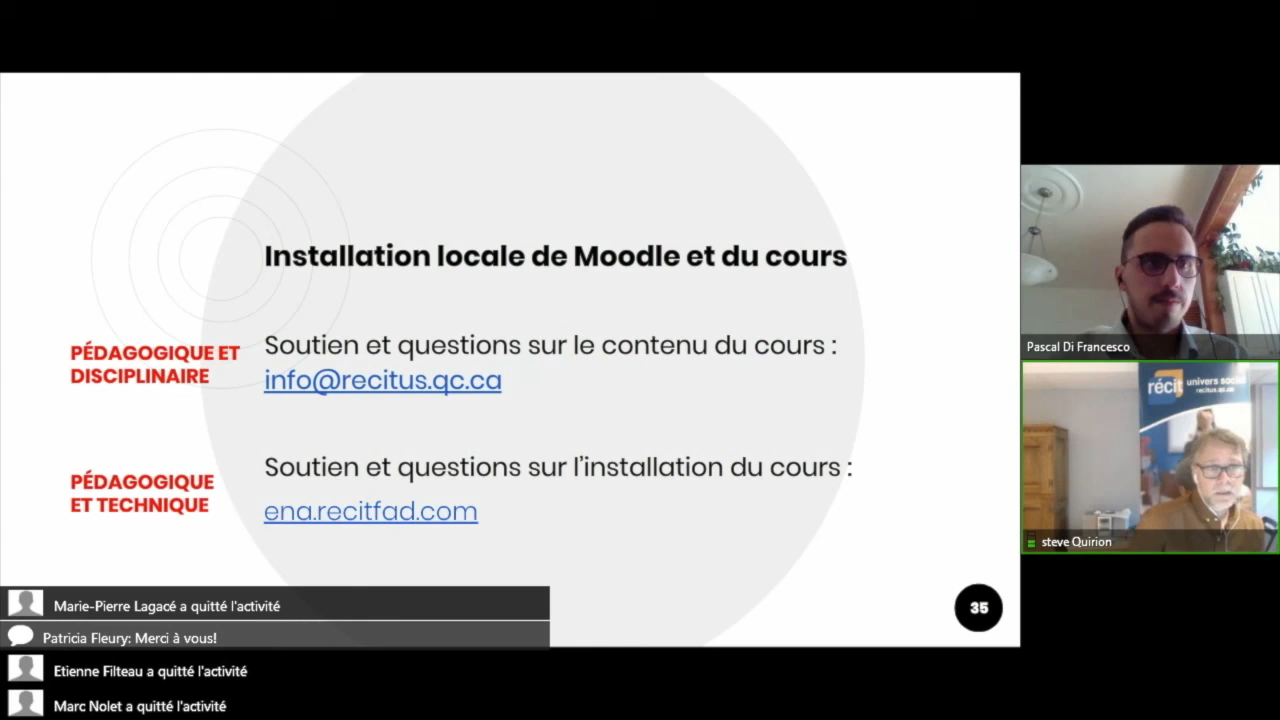 Installation locale de Moodle et du cours
PÉDAGOGIQUE ET
DISCIPLINAIRE
Soutien et questions sur le contenu du cours :
info@recitus.qc.ca
PÉDAGOGIQUE
ET TECHNIQUE
Soutien et questions sur l'installation du cours :
ena.recitfad.com
35
Pascal Di Francesco
récit univers
recitus.qc.ca
steve Quirion
Marie-Pierre Lagacé a quitté l'activité
Patricia Fleury: Merci à vous!
Etienne Filteau a quitté l'activité
Marc Nolet a quitté l'activité